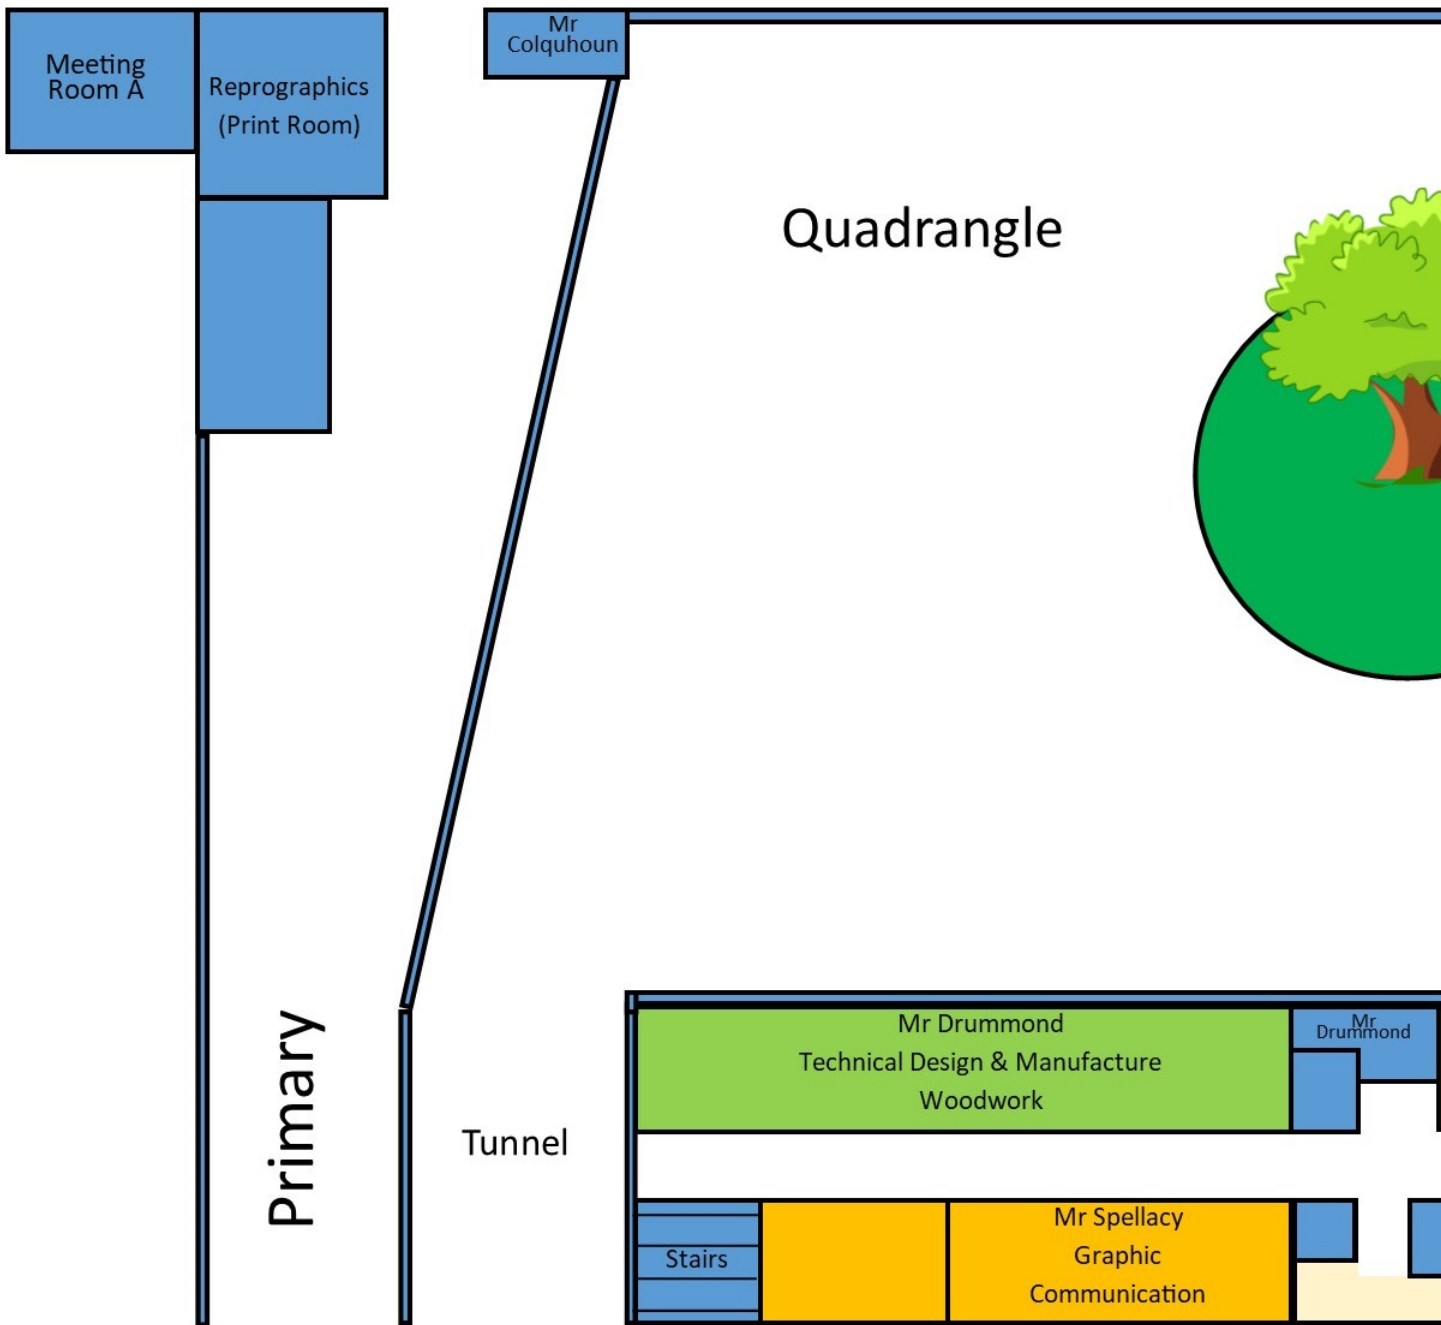 Meeting
Room A
Reprographics
(Print Room)
Mr
Colquhoun
Quadrangle
Primary
Tunnel
Mr Drummond
Technical Design & Manufacture
Woodwork
Mr
Drummond
Stairs
Mr Spellacy
Graphic
Communication